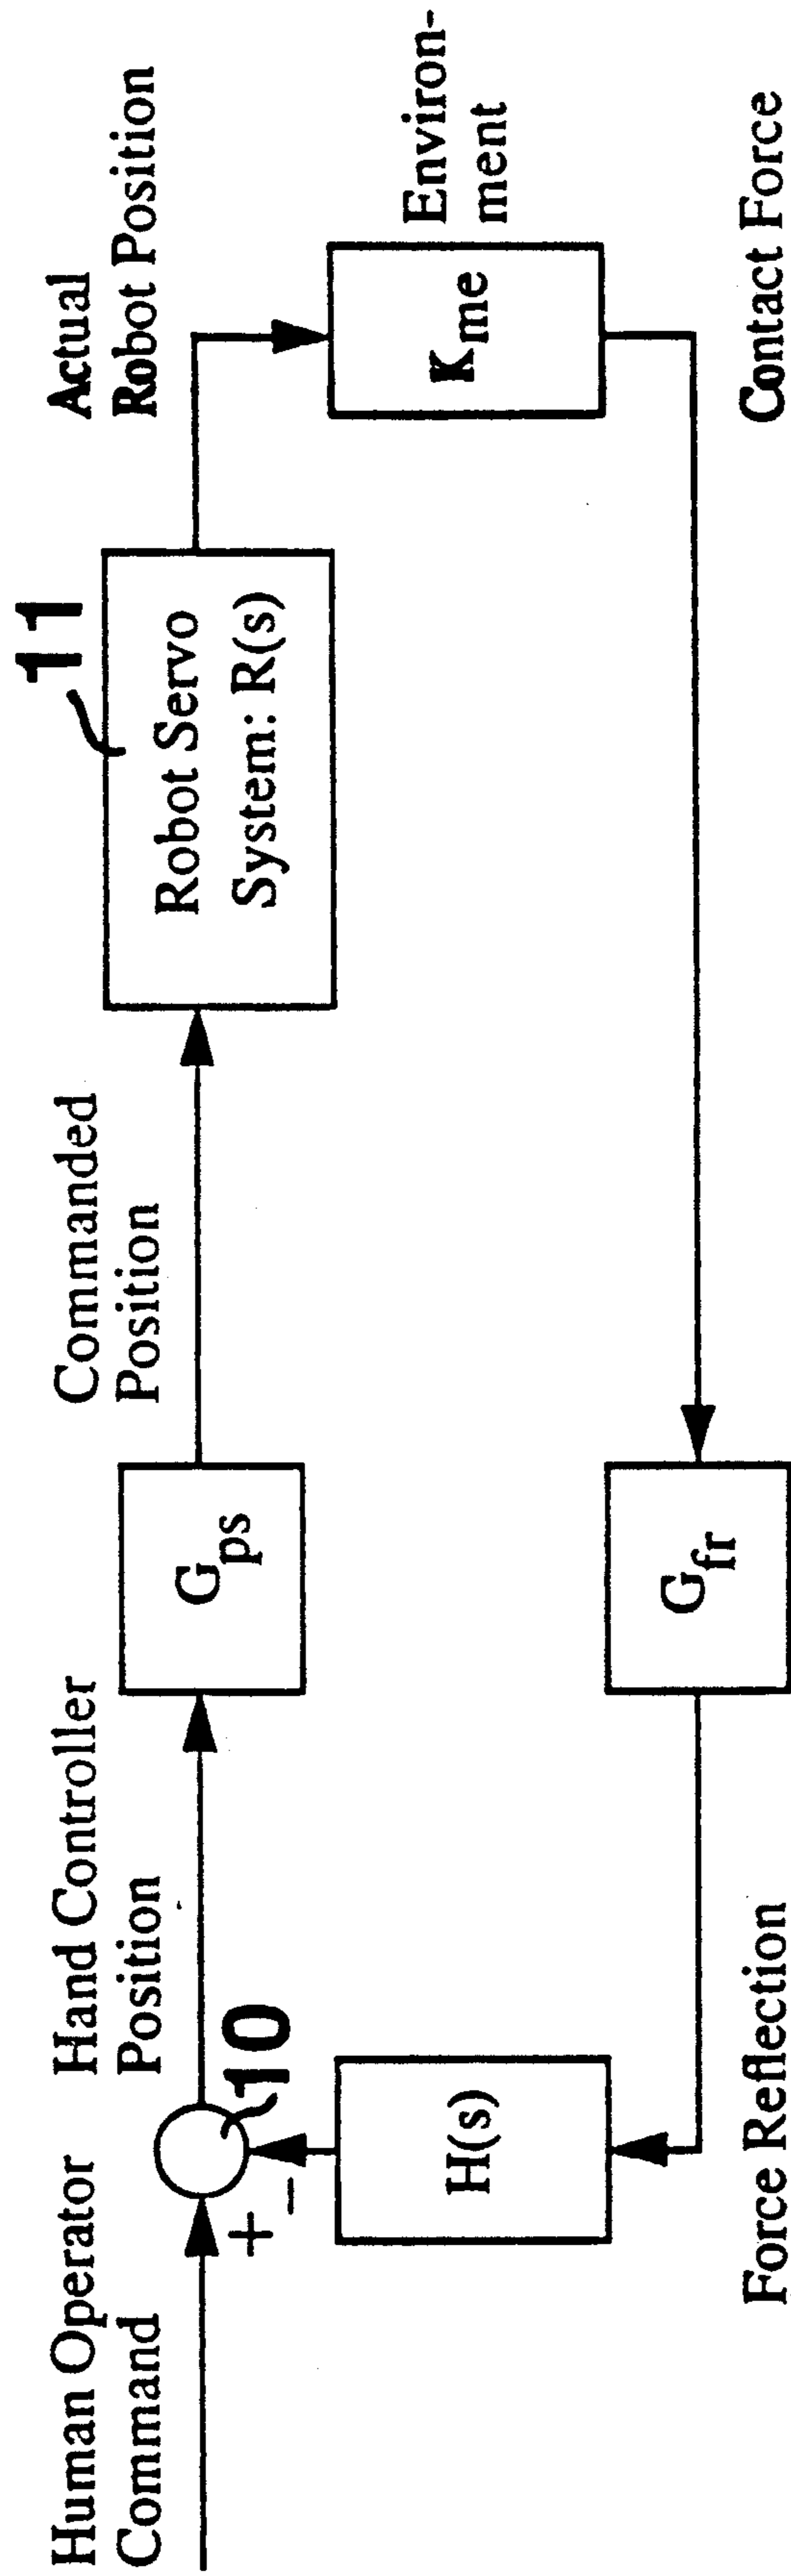 Human Operator
Command
+
−
10
Hand Controller
Position
G_ps
Commanded
Position
11
Robot Servo
System: R(s)
Actual
Robot Position
K_me
Environ-
ment
Contact Force
G_fr
Force Reflection
H(s)